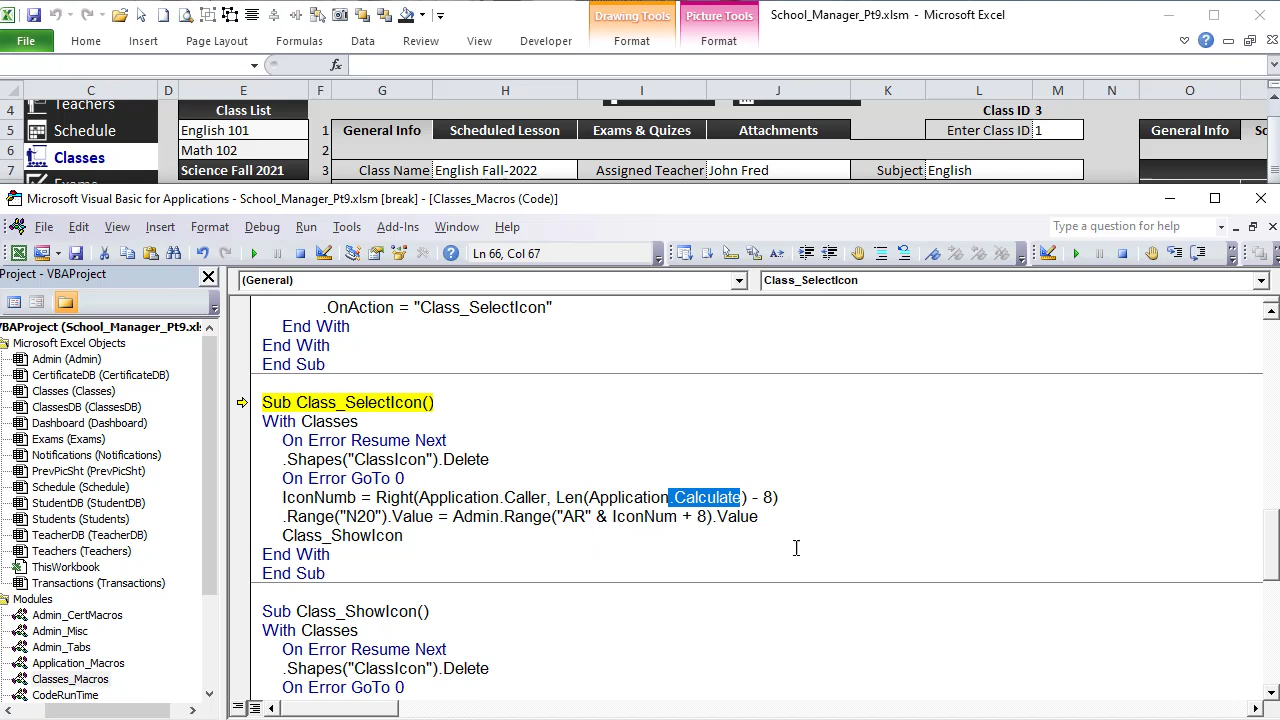 Drawing Tools
Picture Tools
School_Manager_Pt9.xlsm - Microsoft Excel
File Home Insert Page Layout Formulas Data Review View Developer Format Format
fx
C D E F G H I J K L M N O
4 Teachers Class List Class ID 3
5 Schedule English 101 1 General Info Scheduled Lesson Exams & Quizes Attachments Enter Class ID 1 General Info
6 Classes Math 102 2
7 Science Fall 2021 3 Class Name English Fall-2022 Assigned Teacher John Fred Subject English
Microsoft Visual Basic for Applications - School_Manager_Pt9.xlsm [break] - [Classes_Macros (Code)]
File Edit View Insert Format Debug Run Tools Add-Ins Window Help
Type a question for help
Ln 66, Col 67
Project - VBAProject
(General)
Class_SelectIcon
VBAProject (School_Manager_Pt9.xls
Microsoft Excel Objects
Admin (Admin)
CertificateDB (CertificateDB)
Classes (Classes)
ClassesDB (ClassesDB)
Dashboard (Dashboard)
Exams (Exams)
Notifications (Notifications)
PrevPicSht (PrevPicSht)
Schedule (Schedule)
StudentDB (StudentDB)
Students (Students)
TeacherDB (TeacherDB)
Teachers (Teachers)
ThisWorkbook
Transactions (Transactions)
Modules
Admin_CertMacros
Admin_Misc
Admin_Tabs
Application_Macros
Classes_Macros
CodeRunTime
.OnAction = "Class_SelectIcon"
End With
End With
End Sub
Sub Class_SelectIcon()
With Classes
On Error Resume Next
.Shapes("ClassIcon").Delete
On Error GoTo 0
IconNumb = Right(Application.Caller, Len(Application.Calculate) - 8)
.Range("N20").Value = Admin.Range("AR" & IconNum + 8).Value
Class_ShowIcon
End With
End Sub
Sub Class_ShowIcon()
With Classes
On Error Resume Next
.Shapes("ClassIcon").Delete
On Error GoTo 0